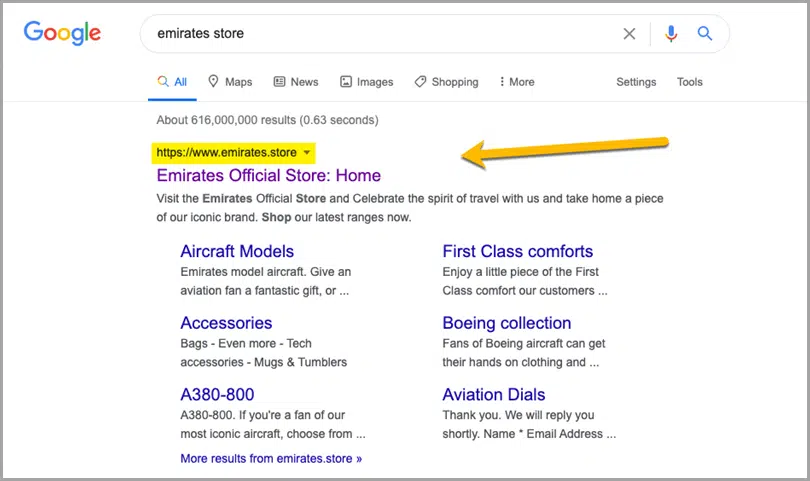 Google
emirates store
All Maps News Images Shopping More Settings Tools
About 616,000,000 results (0.63 seconds)
https://www.emirates.store
Emirates Official Store: Home
Visit the Emirates Official Store and Celebrate the spirit of travel with us and take home a piece
of our iconic brand. Shop our latest ranges now.
Aircraft Models
Emirates model aircraft. Give an
aviation fan a fantastic gift, or ...
First Class comforts
Enjoy a little piece of the First
Class comfort our customers ...
Accessories
Bags - Even more - Tech
accessories - Mugs & Tumblers
Boeing collection
Fans of Boeing aircraft can get
their hands on clothing and ...
A380-800
A380-800. If you're a fan of our
most iconic aircraft, choose from ...
Aviation Dials
Thank you. We will reply you
shortly. Name * Email Address ...
More results from emirates.store »